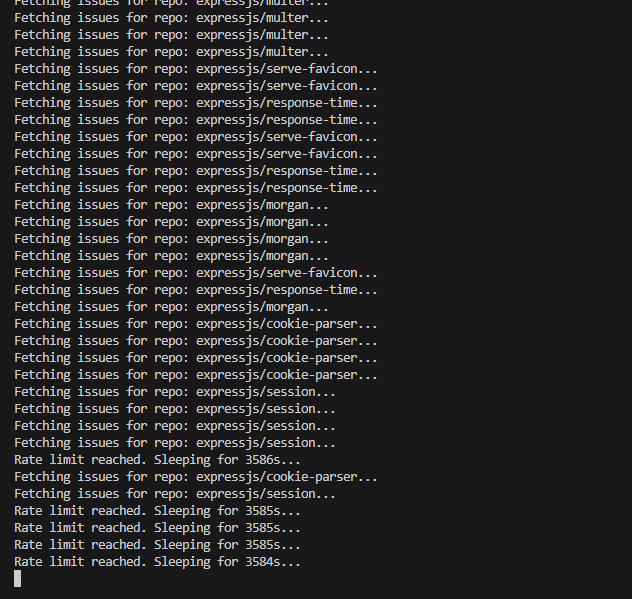 Fetching issues for repo: expressjs/multer...
Fetching issues for repo: expressjs/multer...
Fetching issues for repo: expressjs/multer...
Fetching issues for repo: expressjs/multer...
Fetching issues for repo: expressjs/serve-favicon...
Fetching issues for repo: expressjs/serve-favicon...
Fetching issues for repo: expressjs/response-time...
Fetching issues for repo: expressjs/response-time...
Fetching issues for repo: expressjs/serve-favicon...
Fetching issues for repo: expressjs/serve-favicon...
Fetching issues for repo: expressjs/response-time...
Fetching issues for repo: expressjs/response-time...
Fetching issues for repo: expressjs/morgan...
Fetching issues for repo: expressjs/morgan...
Fetching issues for repo: expressjs/morgan...
Fetching issues for repo: expressjs/morgan...
Fetching issues for repo: expressjs/serve-favicon...
Fetching issues for repo: expressjs/response-time...
Fetching issues for repo: expressjs/morgan...
Fetching issues for repo: expressjs/cookie-parser...
Fetching issues for repo: expressjs/cookie-parser...
Fetching issues for repo: expressjs/cookie-parser...
Fetching issues for repo: expressjs/cookie-parser...
Fetching issues for repo: expressjs/session...
Fetching issues for repo: expressjs/session...
Fetching issues for repo: expressjs/session...
Fetching issues for repo: expressjs/session...
Rate limit reached. Sleeping for 3586s...
Fetching issues for repo: expressjs/cookie-parser...
Fetching issues for repo: expressjs/session...
Rate limit reached. Sleeping for 3585s...
Rate limit reached. Sleeping for 3585s...
Rate limit reached. Sleeping for 3585s...
Rate limit reached. Sleeping for 3584s...